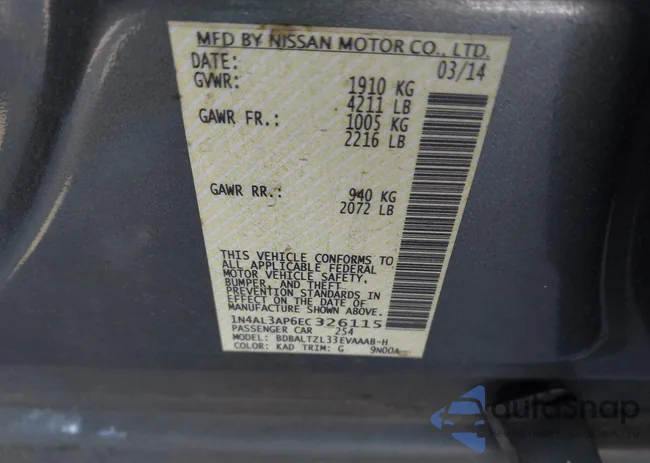 MFD BY NISSAN MOTOR CO., LTD.
DATE: 03/14
GVWR: 1910 KG
4211 LB
GAWR FR.: 1005 KG
2216 LB
GAWR RR.: 940 KG
2072 LB
THIS VEHICLE CONFORMS TO
ALL APPLICABLE FEDERAL
MOTOR VEHICLE SAFETY,
BUMPER, AND THEFT
PREVENTION STANDARDS IN
EFFECT ON THE DATE OF
MANUFACTURE SHOWN ABOVE.
1N4AL3AP6EC326115
PASSENGER CAR 254
MODEL: BDBALTZL33EVAAAB-H
COLOR: KAD TRIM: G 9N00A
autoSnap